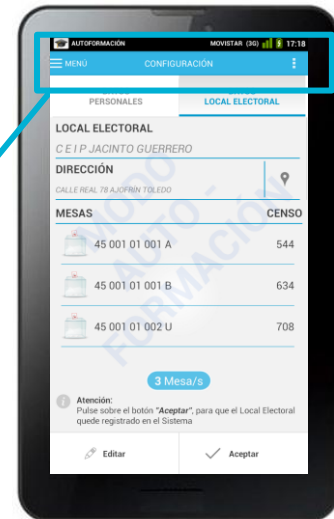 AUTOFORMACIÓN MOVISTAR (3G) 17:18
MENÚ CONFIGURACIÓN
PERSONALES LOCAL ELECTORAL
LOCAL ELECTORAL
C E I P JACINTO GUERRERO
DIRECCIÓN
CALLE REAL 78 AJOFRÍN TOLEDO
MESAS CENSO
45 001 01 001 A 544
45 001 01 001 B 634
45 001 01 002 U 708
MODO
AUTO -
FORMACIÓN
3 Mesa/s
Atención:
Pulse sobre el botón "Aceptar", para que el Local Electoral
quede registrado en el Sistema
Editar Aceptar